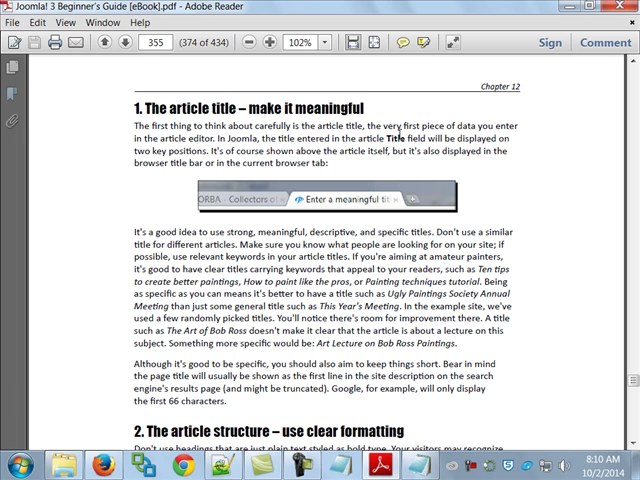 Joomla! 3 Beginner's Guide [eBook].pdf - Adobe Reader
File Edit View Window Help
355 (374 of 434) 102% Sign Comment
Chapter 12
1. The article title – make it meaningful
The first thing to think about carefully is the article title, the very first piece of data you enter
in the article editor. In Joomla, the title entered in the article Title field will be displayed on
two key positions. It's of course shown above the article itself, but it's also displayed in the
browser title bar or in the current browser tab:
ORBA - Collectors of Enter a meaningful tit
It's a good idea to use strong, meaningful, descriptive, and specific titles. Don't use a similar
title for different articles. Make sure you know what people are looking for on your site; if
possible, use relevant keywords in your article titles. If you're aiming at amateur painters,
it's good to have clear titles carrying keywords that appeal to your readers, such as Ten tips
to create better paintings, How to paint like the pros, or Painting techniques tutorial. Being
as specific as you can means it's better to have a title such as Ugly Paintings Society Annual
Meeting than just some general title such as This Year's Meeting. In the example site, we've
used a few randomly picked titles. You'll notice there's room for improvement there. A title
such as The Art of Bob Ross doesn't make it clear that the article is about a lecture on this
subject. Something more specific would be: Art Lecture on Bob Ross Paintings.
Although it's good to be specific, you should also aim to keep things short. Bear in mind
the page title will usually be shown as the first line in the site description on the search
engine's results page (and might be truncated). Google, for example, will only display
the first 66 characters.
2. The article structure – use clear formatting
Don't use headings that are just plain text styled as bold type. Your visitors may recognize
8:10 AM
10/2/2014